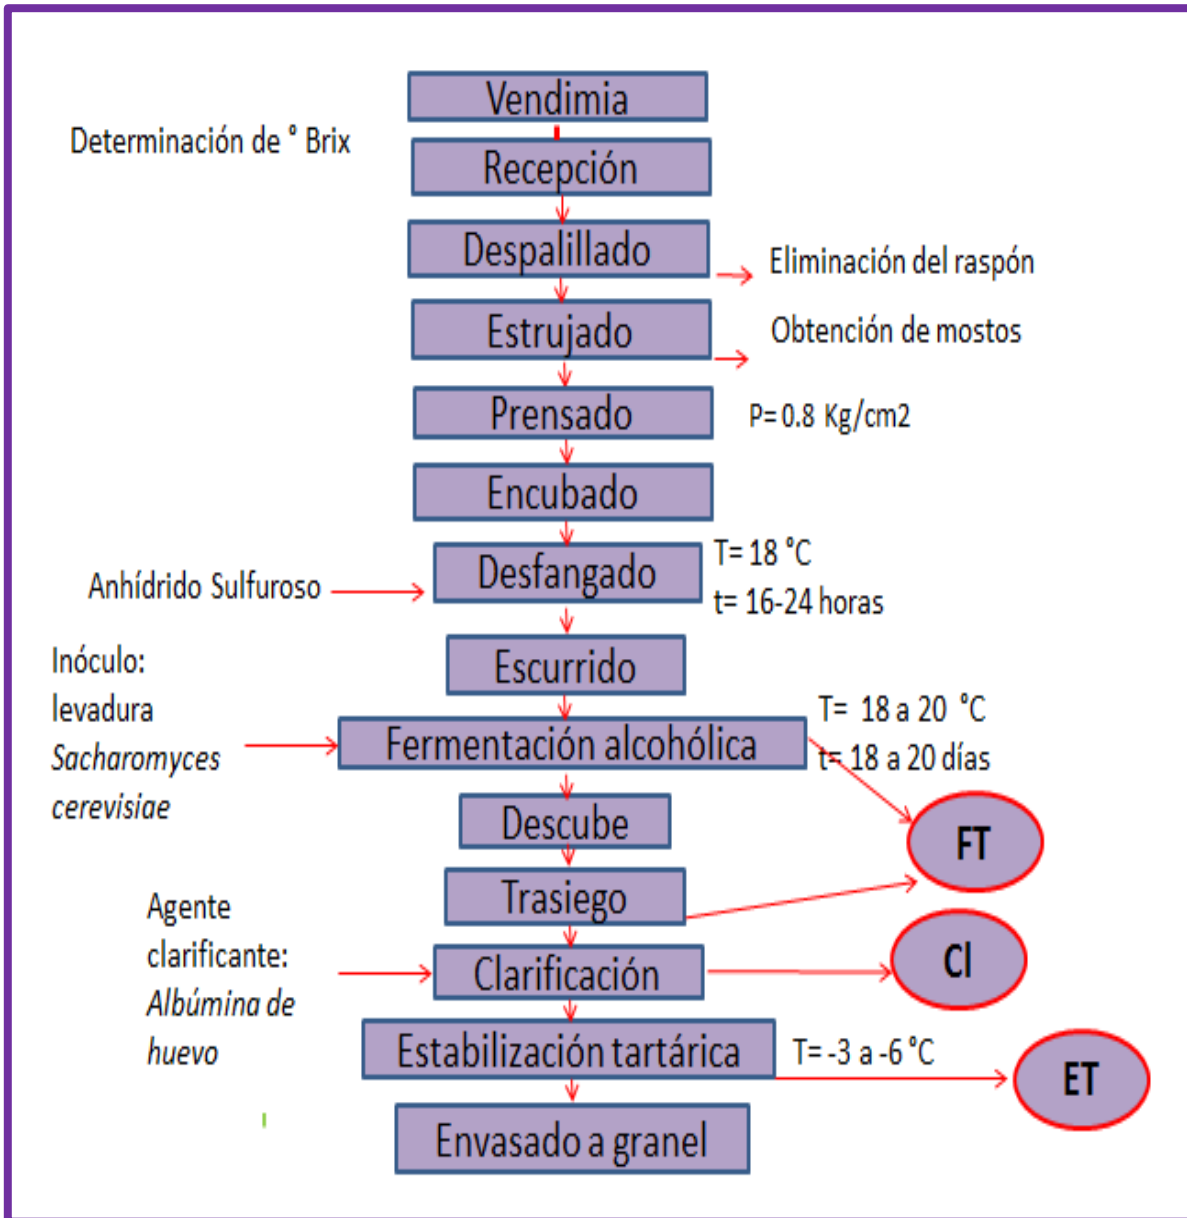 Vendimia
Determinación de ° Brix
Recepción
Despalillado
Eliminación del raspón
Estrujado
Obtención de mostos
Prensado
P= 0.8 Kg/cm2
Encubado
Desfangado
T= 18 °C
t= 16-24 horas
Anhídrido Sulfuroso
Escurrido
Inóculo:
levadura
Sacharomyces
cerevisiae
Fermentación alcohólica
T= 18 a 20 °C
t= 18 a 20 días
Descube
FT
Trasiego
Agente
clarificante:
Albúmina de
huevo
Clarificación
Cl
Estabilización tartárica
T= -3 a -6 °C
ET
Envasado a granel